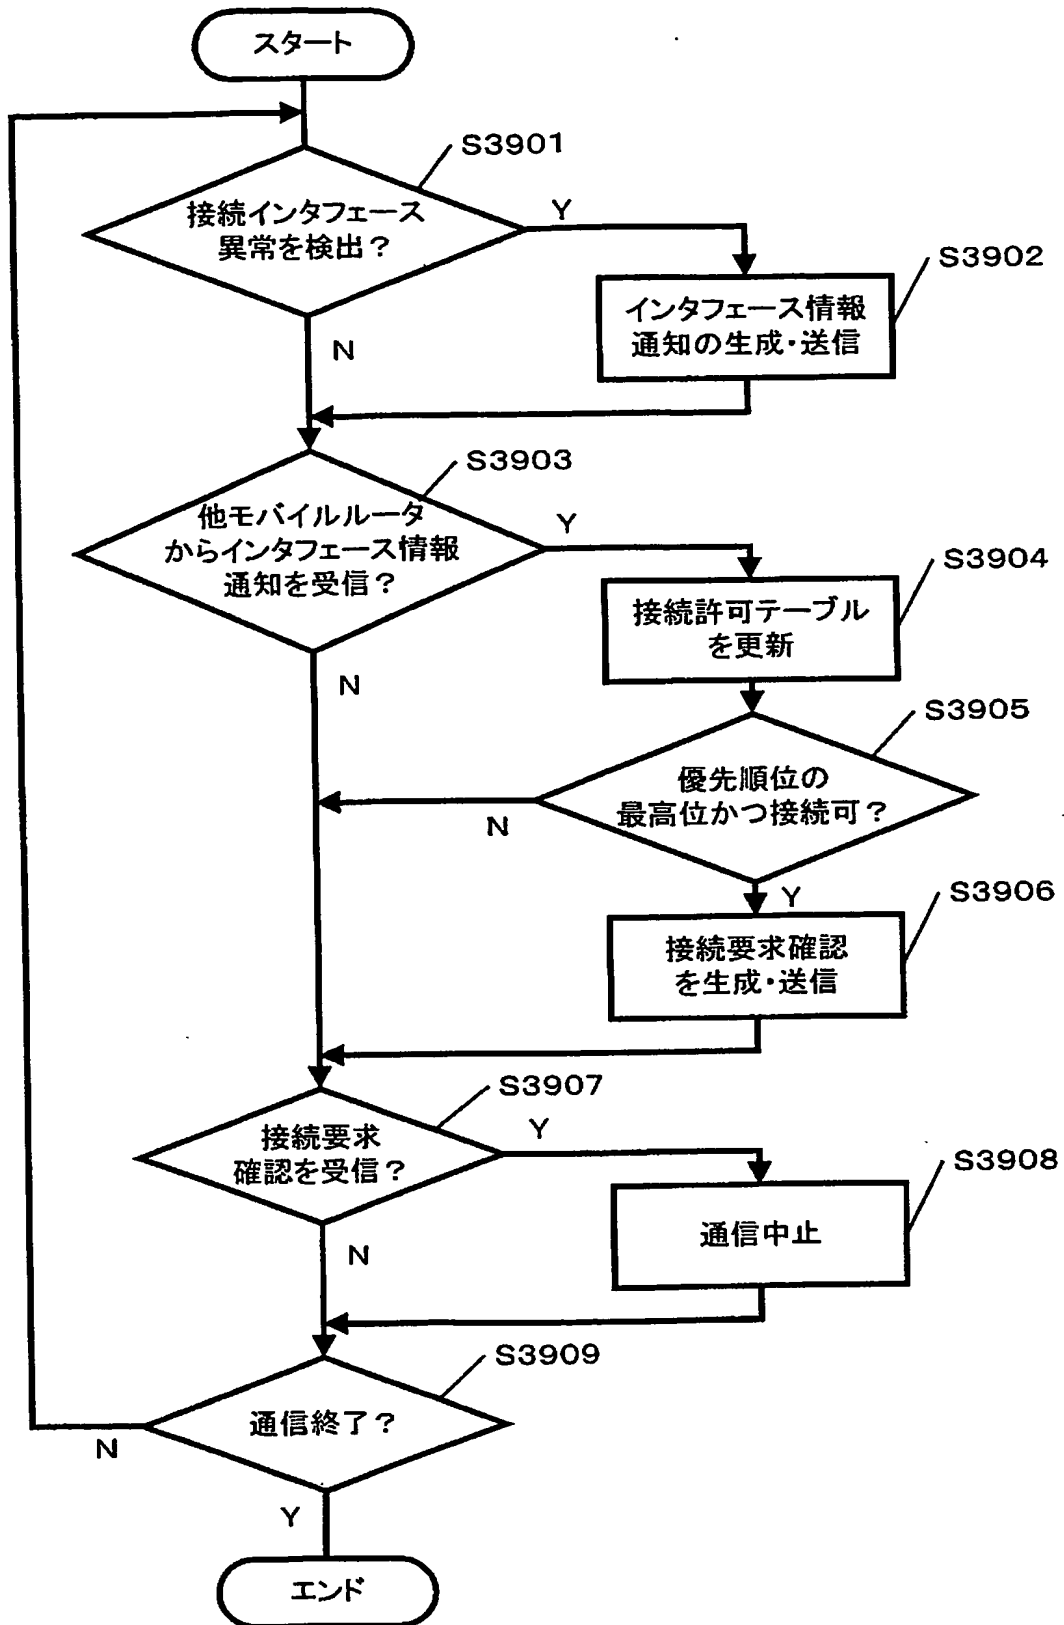 スタート
S3901
接続インタフェース
異常を検出？
Y
S3902
インタフェース情報
通知の生成・送信
N
S3903
他モバイルルータ
からインタフェース情報
通知を受信？
Y
S3904
接続許可テーブル
を更新
N
S3905
優先順位の
最高位かつ接続可？
N
Y
S3906
接続要求確認
を生成・送信
S3907
接続要求
確認を受信？
Y
S3908
通信中止
N
S3909
通信終了？
N
Y
エンド